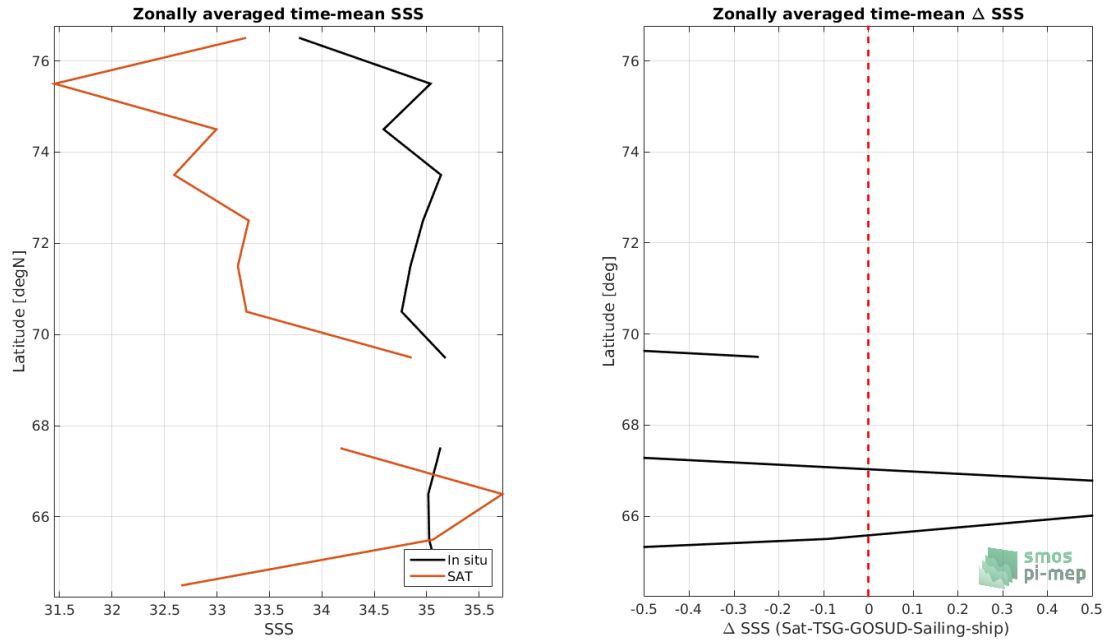 Zonally averaged time-mean SSS
76
74
72
70
68
66
Latitude [degN]
31.5 32 32.5 33 33.5 34 34.5 35 35.5
SSS
In situ
SAT
Zonally averaged time-mean Δ SSS
76
74
72
70
68
66
Latitude [deg]
-0.5 -0.4 -0.3 -0.2 -0.1 0 0.1 0.2 0.3 0.4 0.5
Δ SSS (Sat-TSG-GOSUD-Sailing-ship)
smos
pi-mep